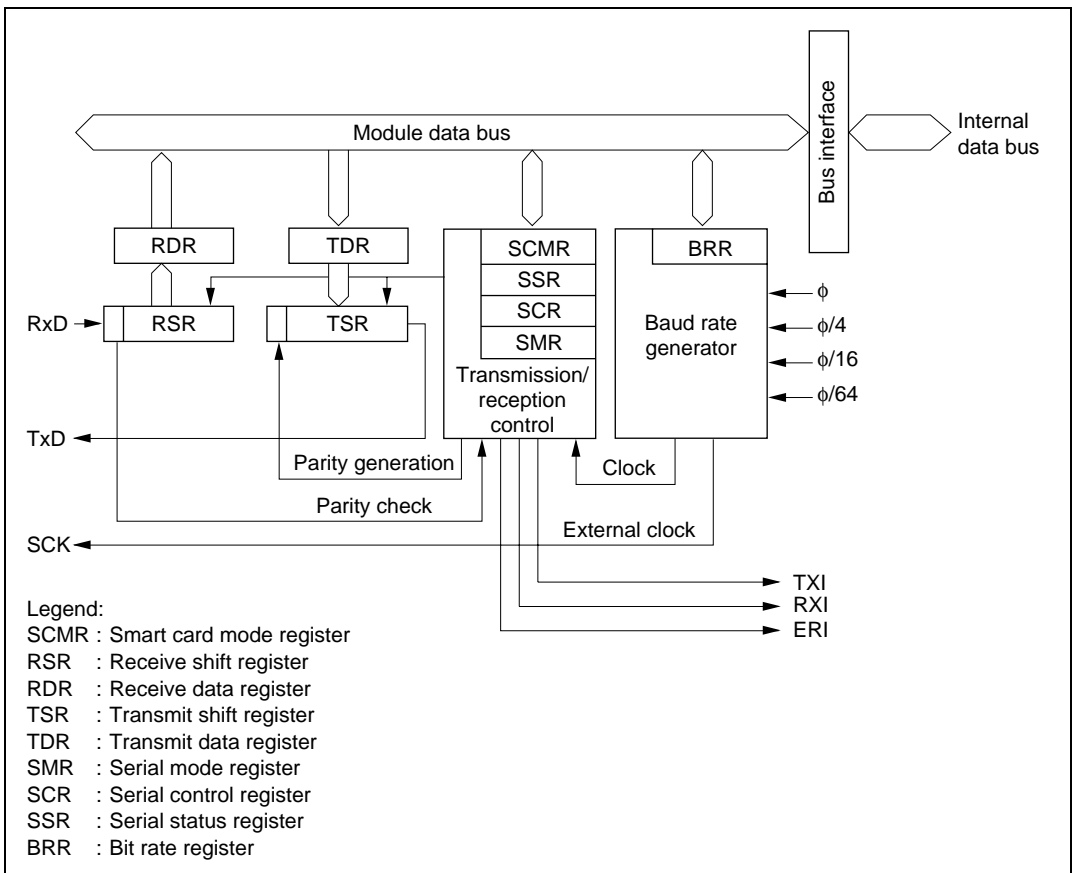 Module data bus
Bus interface
Internal
data bus
RDR
TDR
SCMR
SSR
SCR
SMR
Transmission/
reception
control
BRR
Baud rate
generator
ϕ
ϕ/4
ϕ/16
ϕ/64
RxD
RSR
TSR
TxD
Parity generation
Parity check
Clock
External clock
SCK
TXI
RXI
ERI
Legend:
SCMR : Smart card mode register
RSR : Receive shift register
RDR : Receive data register
TSR : Transmit shift register
TDR : Transmit data register
SMR : Serial mode register
SCR : Serial control register
SSR : Serial status register
BRR : Bit rate register